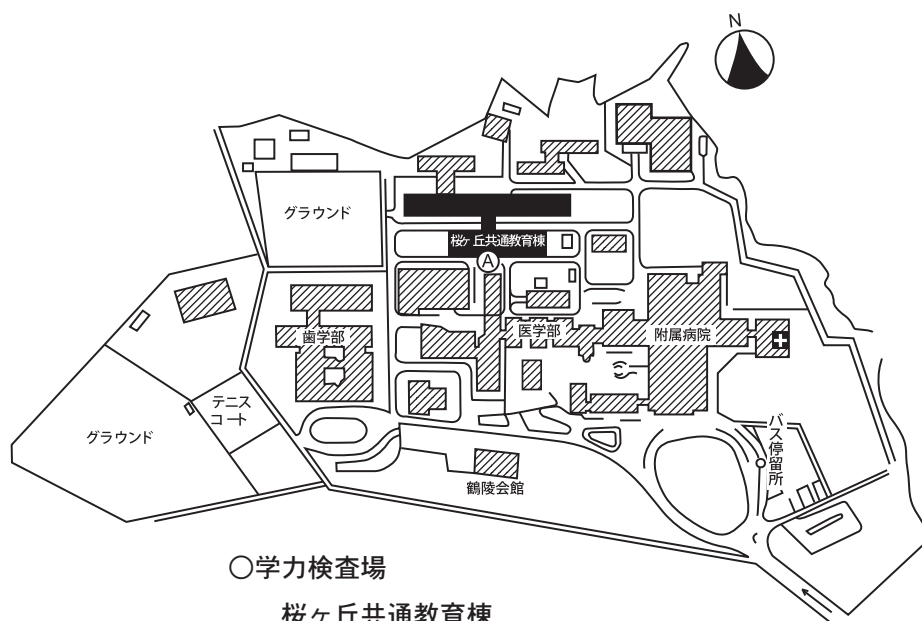 N
グラウンド
桜ヶ丘共通教育棟
A
歯学部
医学部
附属病院
テニス
コート
グラウンド
バス停留所
鶴陵会館
○学力検査場
桜ヶ丘共通教育棟